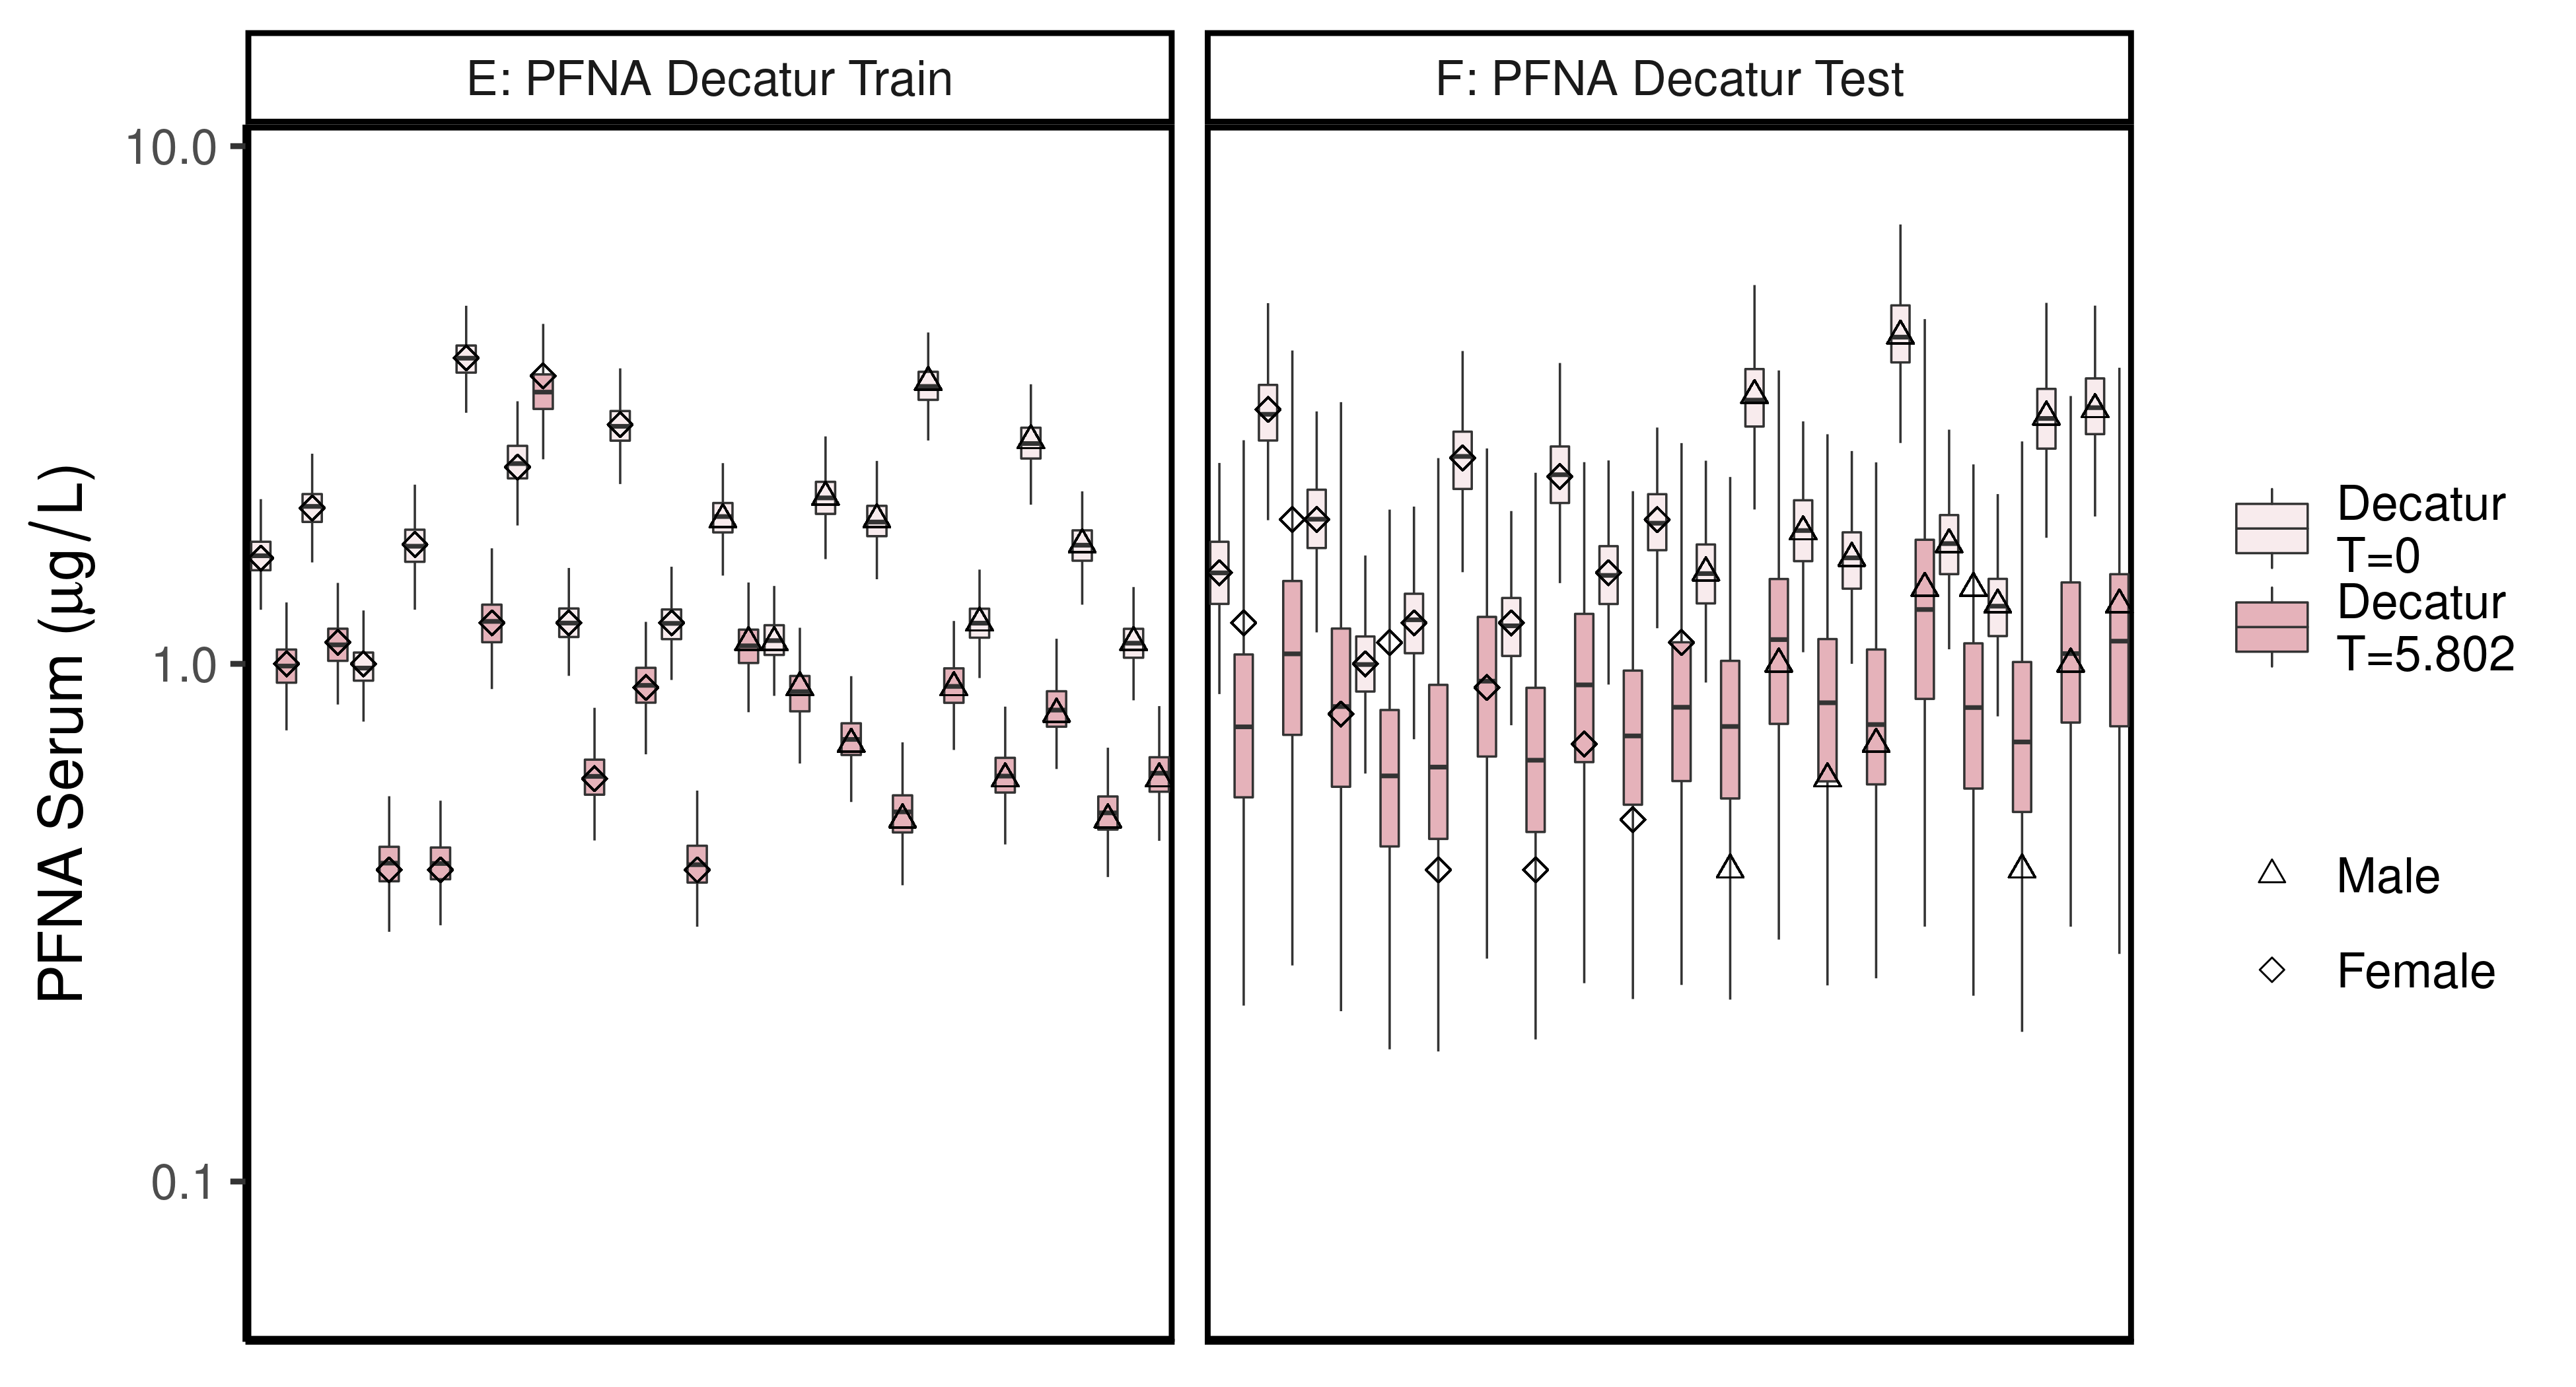 E: PFNA Decatur Train
F: PFNA Decatur Test
10.0
1.0
0.1
PFNA Serum (μg/L)
Decatur
T=0
Decatur
T=5.802
Male
Female